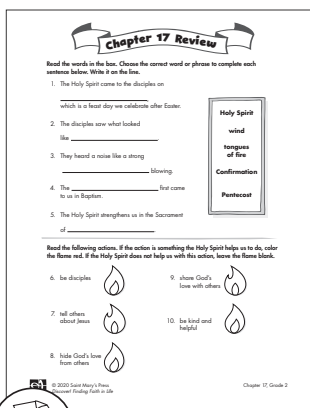 Chapter 17 Review
Read the words in the box. Choose the correct word or phrase to complete each
sentence below. Write it on the line.
1. The Holy Spirit came to the disciples on
which is a feast day we celebrate after Easter.
2. The disciples saw what looked
like
3. They heard a noise like a strong
blowing.
4. The first came
to us in Baptism.
5. The Holy Spirit strengthens us in the Sacrament
of
Holy Spirit
wind
tongues
of fire
Confirmation
Pentecost
Read the following actions. If the action is something the Holy Spirit helps us to do, color
the flame red. If the Holy Spirit does not help us with this action, leave the flame blank.
6. be disciples
7. tell others
about Jesus
8. hide God's love
from others
9. share God's
love with others
10. be kind and
helpful
© 2020 Saint Mary's Press
Discover! Finding Faith in Life
Chapter 17, Grade 2